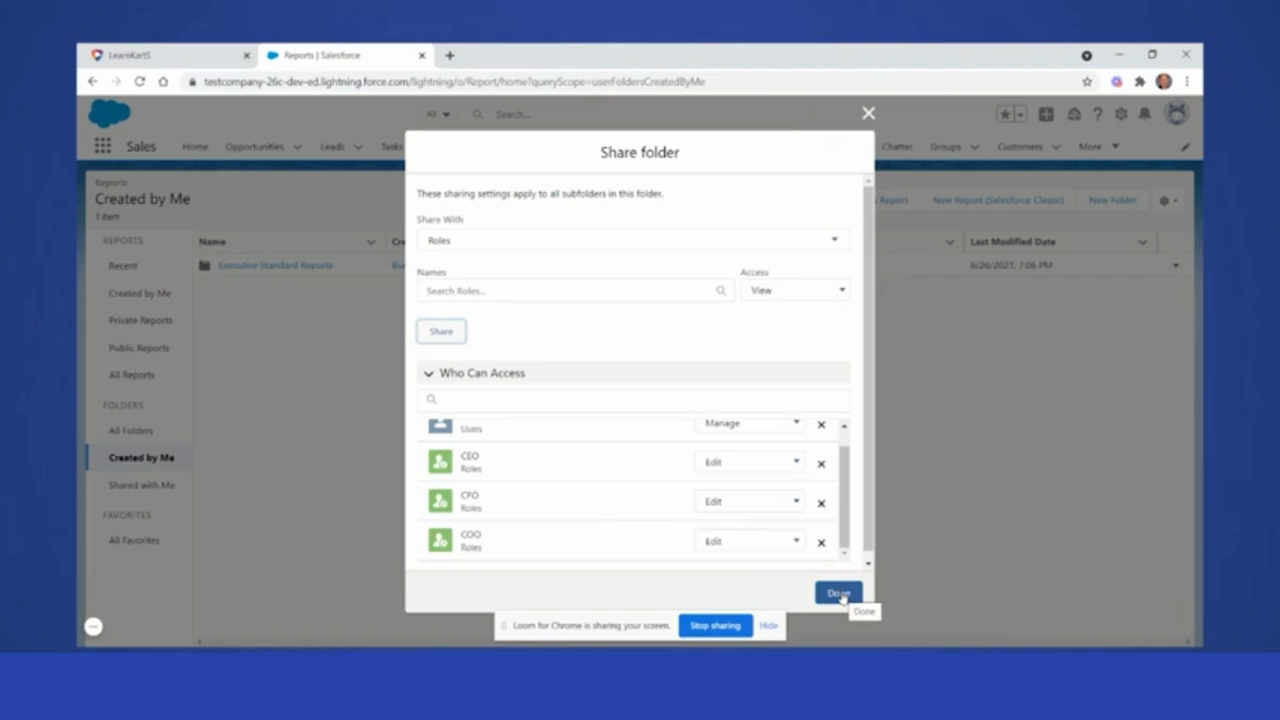 LearnKartS
Reports | Salesforce
testcompany-26c-dev-ed.lightning.force.com/lightning/o/Report/home?queryScope=userFoldersCreatedByMe
All
Search...
Sales
Home
Opportunities
Leads
Tasks
Chatter
Groups
Customers
More
Reports
Created by Me
1 item
Report
New Report (Salesforce Classic)
New Folder
REPORTS
Recent
Created by Me
Private Reports
Public Reports
All Reports
FOLDERS
All Folders
Created by Me
Shared with Me
FAVORITES
All Favorites
Name
Last Modified Date
Executive Standard Reports
6/26/2021, 7:06 PM
Share folder
These sharing settings apply to all subfolders in this folder.
Share With
Roles
Names
Access
Search Roles...
View
Share
Who Can Access
Users
Manage
CEO
Roles
Edit
CFO
Roles
Edit
COO
Roles
Edit
Done
Done
Loom for Chrome is sharing your screen.
Stop sharing
Hide